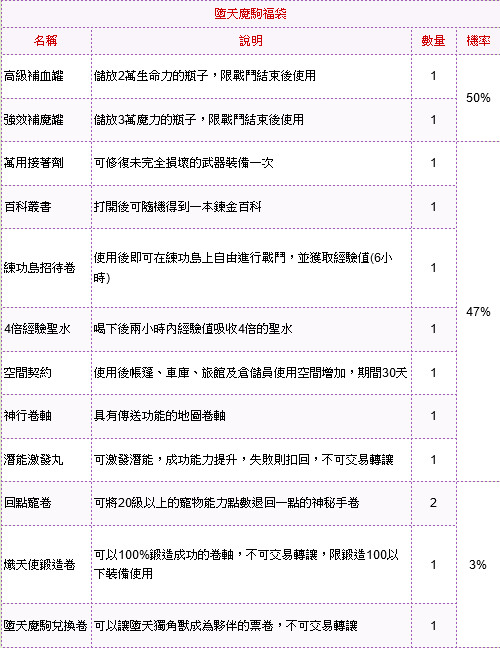 墮天魔駒福袋
名稱 說明 數量 機率
高級補血罐 儲放2萬生命力的瓶子，限戰鬥結束後使用 1
50%
強效補魔罐 儲放3萬魔力的瓶子，限戰鬥結束後使用 1
萬用接著劑 可修復未完全損壞的武器裝備一次 1
百科叢書 打開後可隨機得到一本鍊金百科 1
練功島招待卷 使用後即可在練功島上自由進行戰鬥，並獲取經驗值(6小
時) 1
47%
4倍經驗聖水 喝下後兩小時內經驗值吸收4倍的聖水 1
空間契約 使用後帳篷、車庫、旅館及倉儲員使用空間增加，期間30天 1
神行卷軸 具有傳送功能的地圖卷軸 1
潛能激發丸 可激發潛能，成功能力提升，失敗則扣回，不可交易轉讓 1
回點寵卷 可將20級以上的寵物能力點數退回一點的神秘手卷 2
熾天使鍛造卷 可以100%鍛造成功的卷軸，不可交易轉讓，限鍛造100以
下裝備使用 1
3%
墮天魔駒兌換卷 可以讓墮天獨角獸成為夥伴的票卷，不可交易轉讓 1